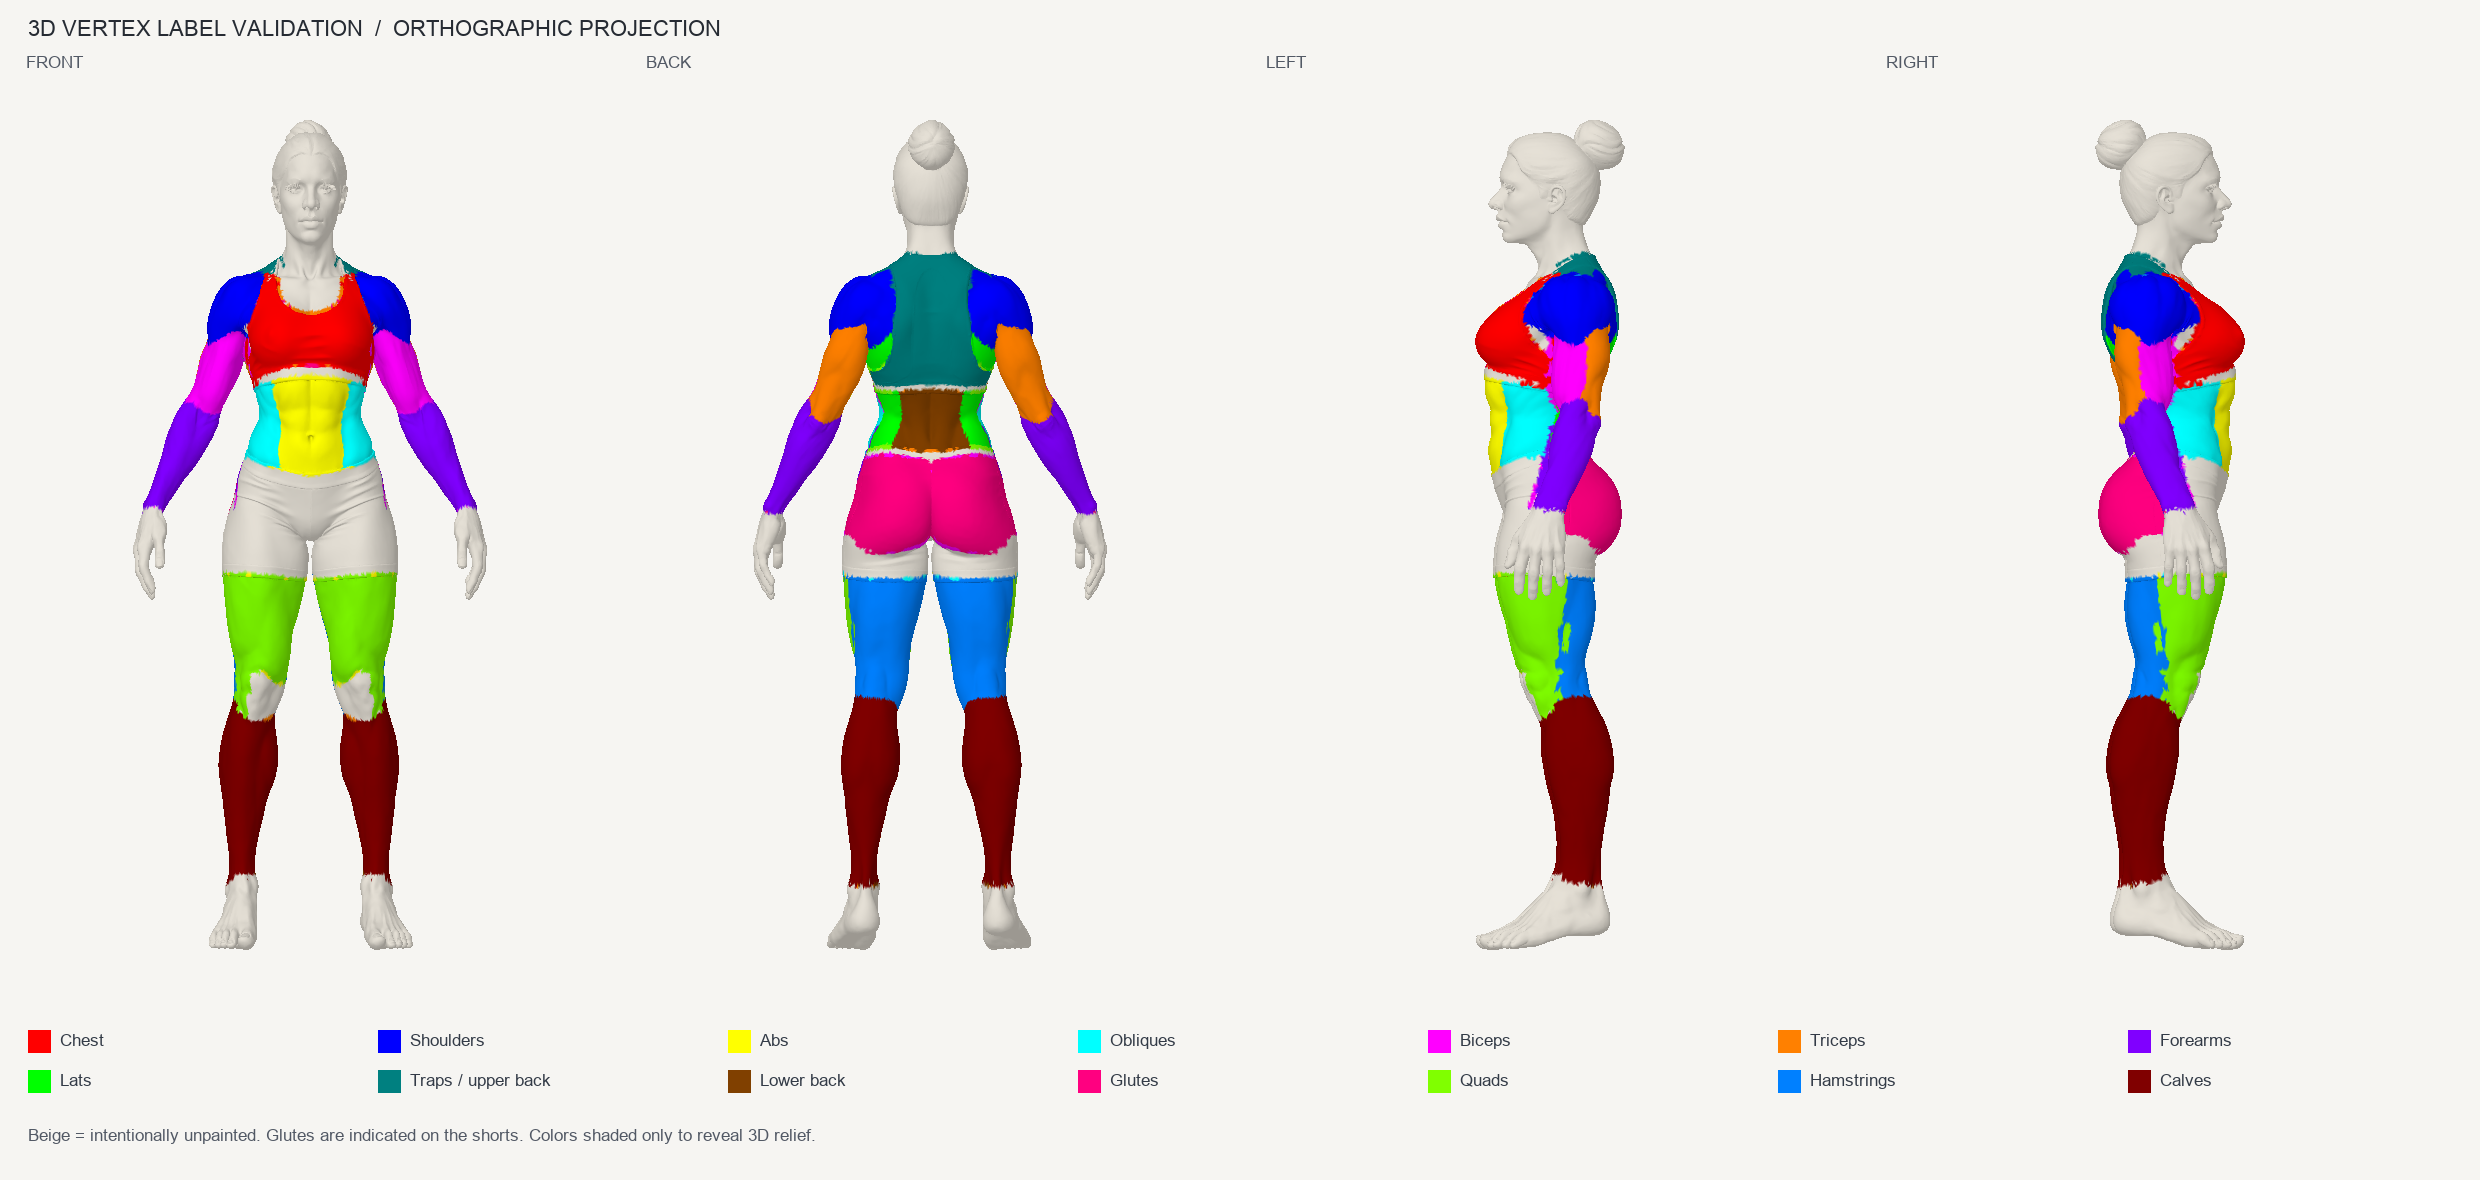 3D VERTEX LABEL VALIDATION / ORTHOGRAPHIC PROJECTION
FRONT BACK LEFT RIGHT
Chest Shoulders Abs Obliques Biceps Triceps Forearms
Lats Traps / upper back Lower back Glutes Quads Hamstrings Calves
Beige = intentionally unpainted. Glutes are indicated on the shorts. Colors shaded only to reveal 3D relief.